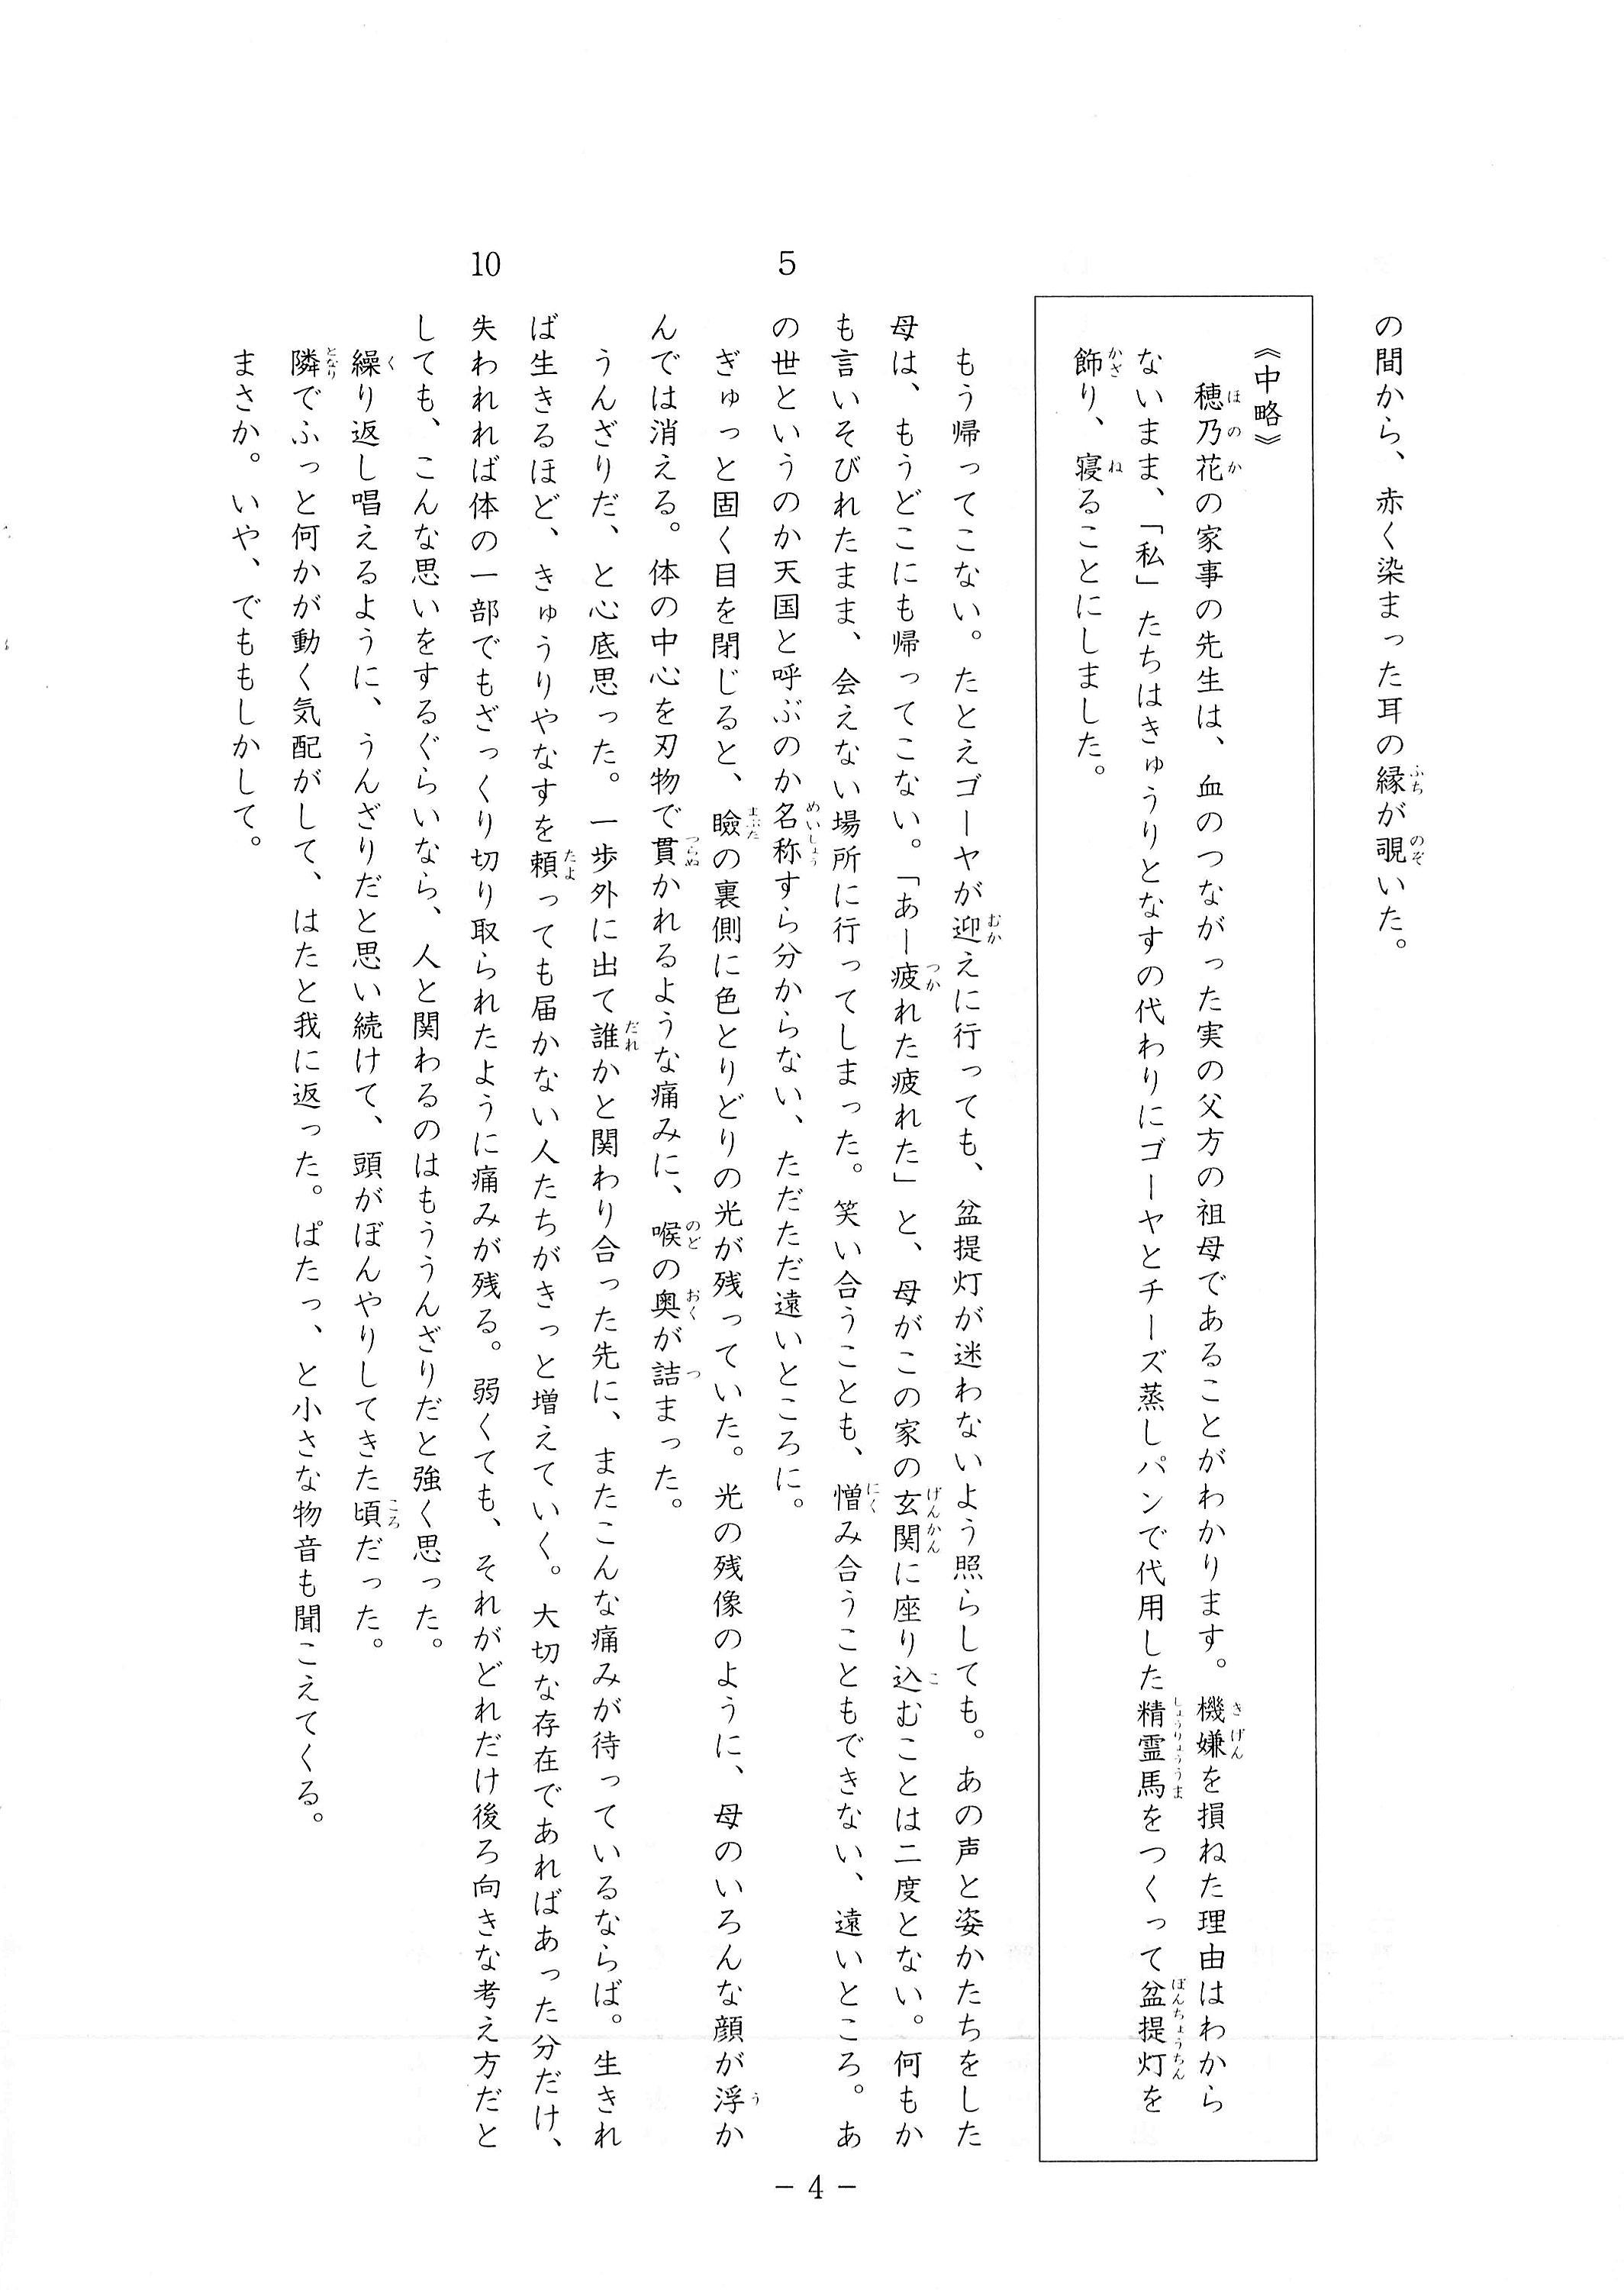 の間から、赤く染まった耳の縁が覗いた。
《中略》
穂乃花の家事の先生は、血のつながった実の父方の祖母であることがわかります。機嫌を損ねた理由はわから
ないまま、「私」たちはきゅうりとなすの代わりにゴーヤとチーズ蒸しパンで代用した精霊馬をつくって盆提灯を
飾り、寝ることにしました。
もう帰ってこない。たとえゴーヤが迎えに行っても、盆提灯が迷わないよう照らしても。あの声と姿かたちをした
母は、もうどこにも帰ってこない。「あー疲れた疲れた」と、母がこの家の玄関に座り込むことは二度とない。何もか
も言いそびれたまま、会えない場所に行ってしまった。笑い合うことも、憎み合うこともできない、遠いところ。あ
5
の世というのか天国と呼ぶのか名称すら分からない、ただただ遠いところに。
ぎゅっと固く目を閉じると、瞼の裏側に色とりどりの光が残っていた。光の残像のように、母のいろんな顔が浮か
んでは消える。体の中心を刃物で貫かれるような痛みに、喉の奥が詰まった。
うんざりだ、と心底思った。一歩外に出て誰かと関わり合った先に、またこんな痛みが待っているならば。生きれ
ば生きるほど、きゅうりやなすを頼っても届かない人たちがきっと増えていく。大切な存在であればあった分だけ、
10
失われれば体の一部でもざっくり切り取られたように痛みが残る。弱くても、それがどれだけ後ろ向きな考え方だと
しても、こんな思いをするぐらいなら、人と関わるのはもううんざりだと強く思った。
繰り返し唱えるように、うんざりだと思い続けて、頭がぼんやりしてきた頃だった。
隣でふっと何かが動く気配がして、はたと我に返った。ぱたっ、と小さな物音も聞こえてくる。
まさか。いや、でももしかして。
- 4 -